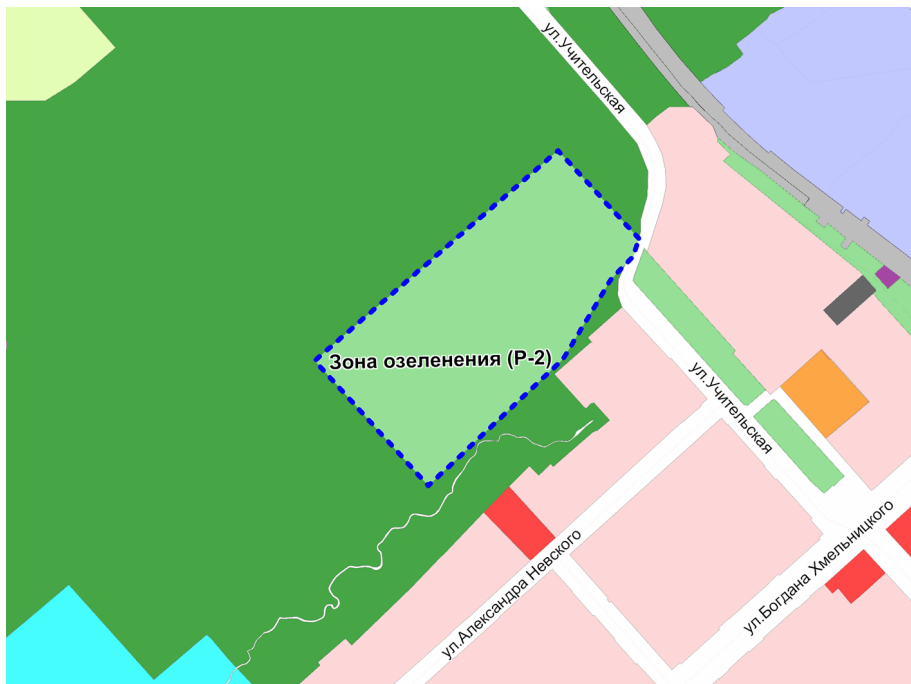 ул.Учительская
Зона озеленения (Р-2)
ул.Учительская
ул.Александра Невского
ул.Богдана Хмельницкого